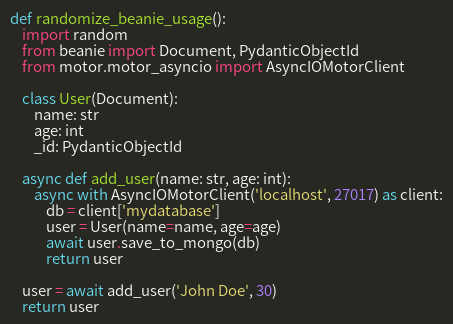 def randomize_beanie_usage():
    import random
    from beanie import Document, PydanticObjectId
    from motor.motor_asyncio import AsyncIOMotorClient

    class User(Document):
        name: str
        age: int
        _id: PydanticObjectId

    async def add_user(name: str, age: int):
        async with AsyncIOMotorClient('localhost', 27017) as client:
            db = client['mydatabase']
            user = User(name=name, age=age)
            await user.save_to_mongo(db)
            return user

    user = await add_user('John Doe', 30)
    return user